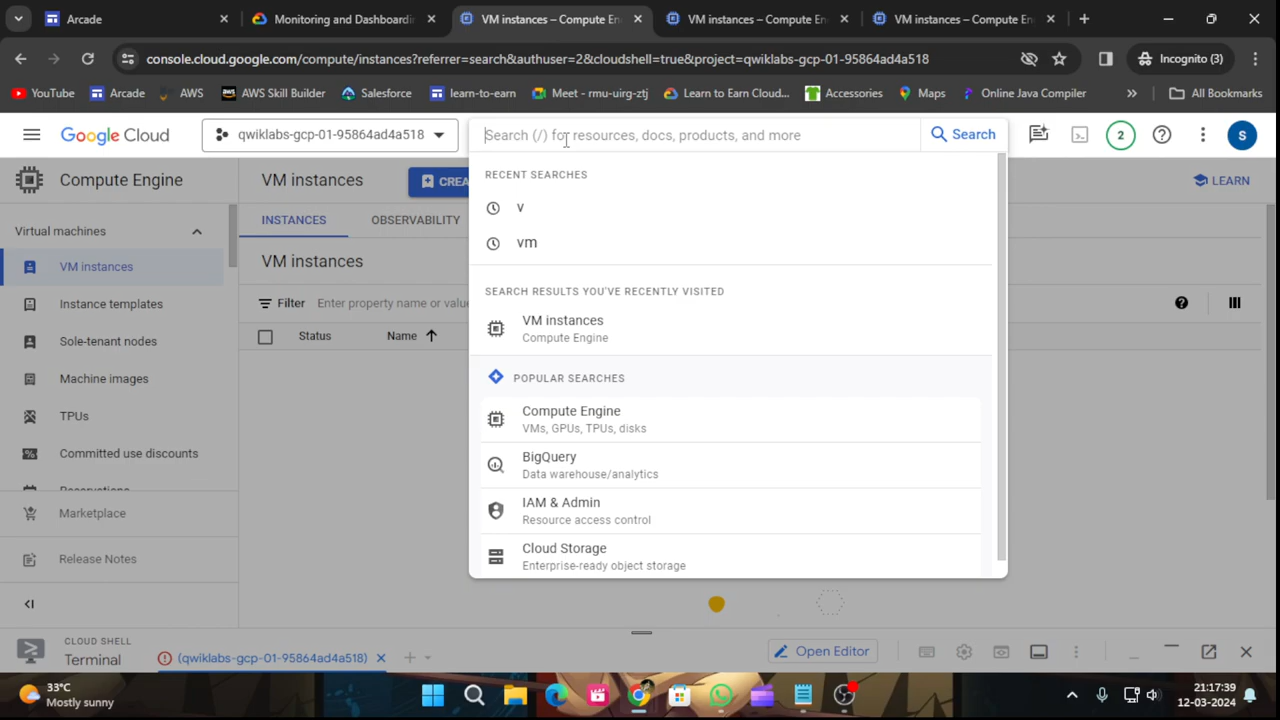 Arcade
Monitoring and Dashboardin
VM instances – Compute En
VM instances – Compute En
VM instances – Compute En
console.cloud.google.com/compute/instances?referrer=search&authuser=2&cloudshell=true&project=qwiklabs-gcp-01-95864ad4a518
Incognito (3)
YouTube
Arcade
AWS
AWS Skill Builder
Salesforce
learn-to-earn
Meet - rmu-uirg-ztj
Learn to Earn Cloud...
Accessories
Maps
Online Java Compiler
All Bookmarks
Google Cloud
qwiklabs-gcp-01-95864ad4a518
Search (/) for resources, docs, products, and more
Search
2
S
Compute Engine
VM instances
CREA
LEARN
RECENT SEARCHES
v
vm
Virtual machines
VM instances
Instance templates
Sole-tenant nodes
Machine images
TPUs
Committed use discounts
Reservations
Marketplace
Release Notes
INSTANCES
OBSERVABILITY
VM instances
Filter
Enter property name or value
Status
Name
SEARCH RESULTS YOU'VE RECENTLY VISITED
VM instances
Compute Engine
POPULAR SEARCHES
Compute Engine
VMs, GPUs, TPUs, disks
BigQuery
Data warehouse/analytics
IAM & Admin
Resource access control
Cloud Storage
Enterprise-ready object storage
CLOUD SHELL
Terminal
(qwiklabs-gcp-01-95864ad4a518)
Open Editor
33°C
Mostly sunny
21:17:39
12-03-2024